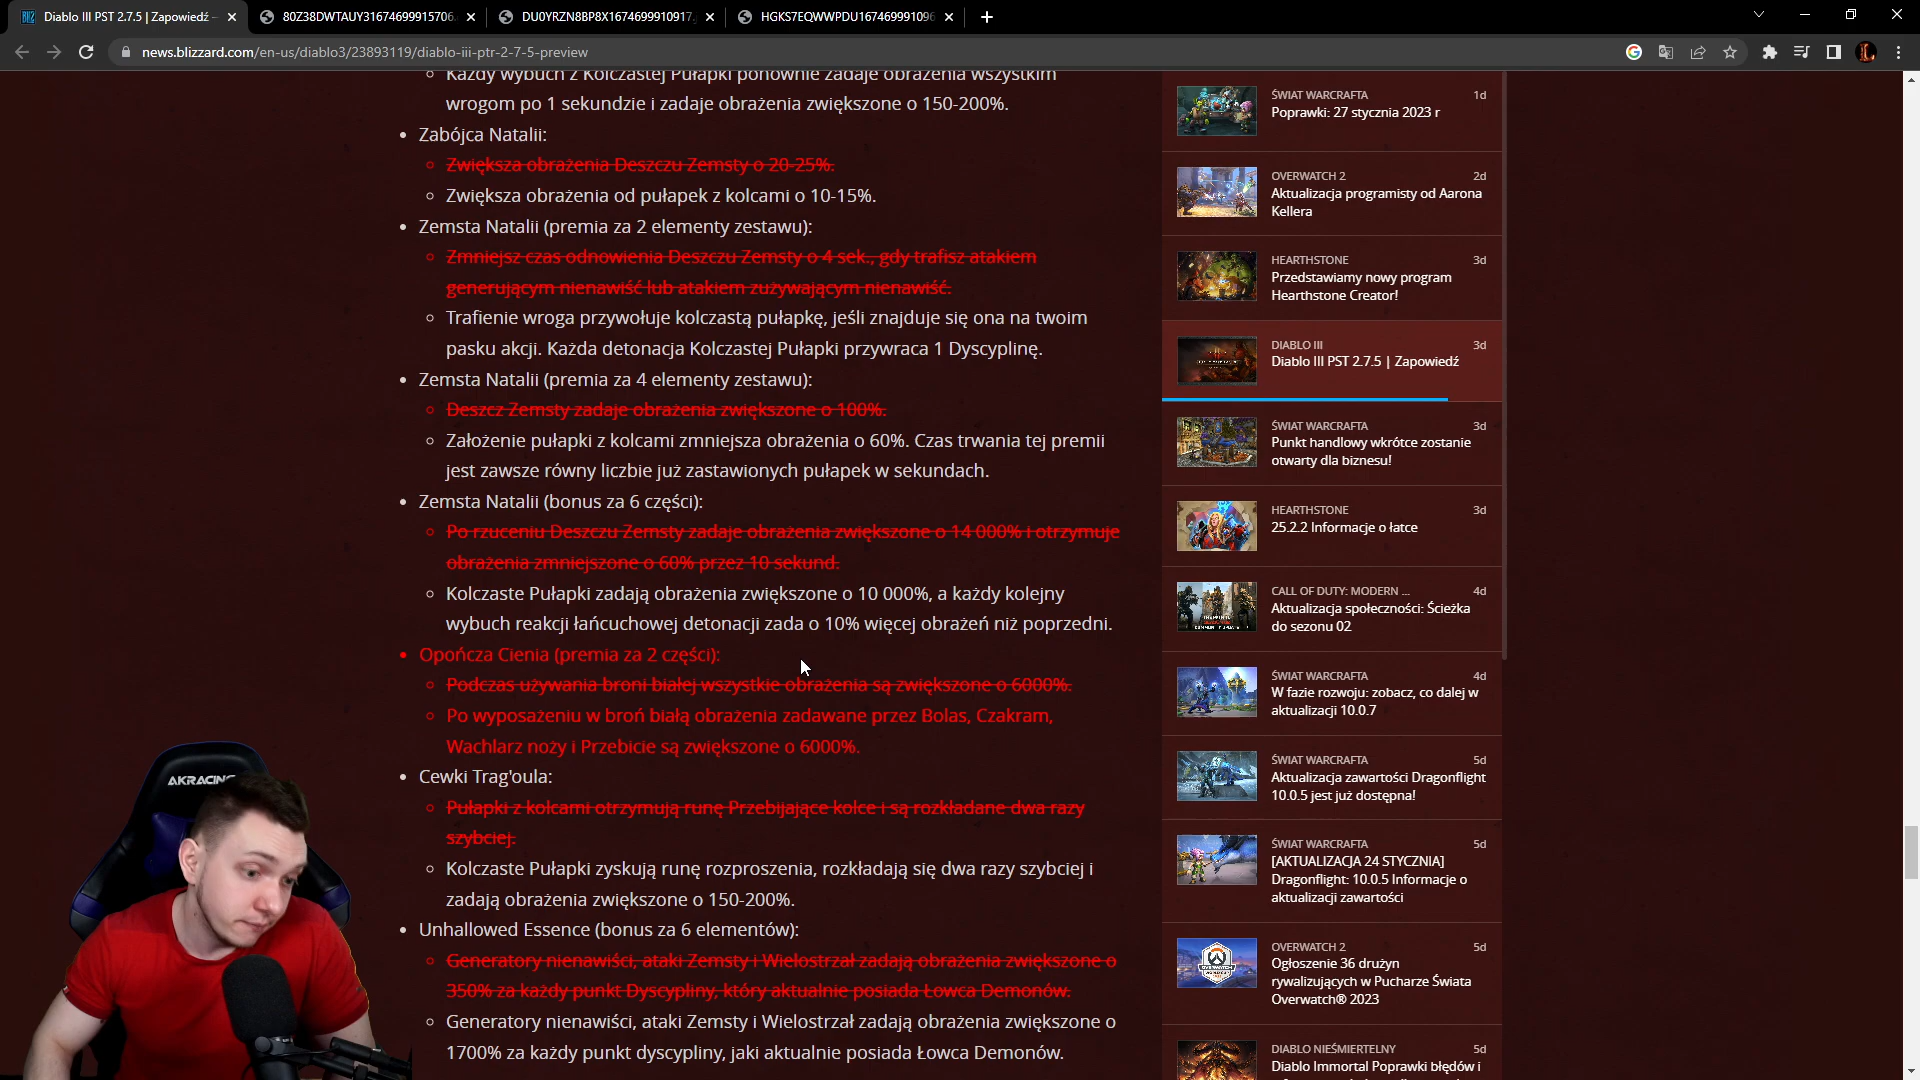 Diablo III PST 2.7.5 | Zapowiedź
80Z38DWTAUY31674699915706.
DU0YRZN8BP8X1674699910917.
HGKS7EQWWPDU1674699910
news.blizzard.com/en-us/diablo3/23893119/diablo-iii-ptr-2-7-5-preview
Każdy wybuch z Kolczastej Pułapki ponownie zadaje obrażenia wszystkim
wrogom po 1 sekundzie i zadaje obrażenia zwiększone o 150-200%.
Zabójca Natalii:
Zwiększa obrażenia Deszczu Zemsty o 20-25%.
Zwiększa obrażenia od pułapek z kolcami o 10-15%.
Zemsta Natalii (premia za 2 elementy zestawu):
Zmniejsz czas odnowienia Deszczu Zemsty o 4 sek., gdy trafisz atakiem
generującym nienawiść lub atakiem zużywającym nienawiść.
Trafienie wroga przywołuje kolczastą pułapkę, jeśli znajduje się ona na twoim
pasku akcji. Każda detonacja Kolczastej Pułapki przywraca 1 Dyscyplinę.
Zemsta Natalii (premia za 4 elementy zestawu):
Deszcz Zemsty zadaje obrażenia zwiększone o 100%.
Założenie pułapki z kolcami zmniejsza obrażenia o 60%. Czas trwania tej premii
jest zawsze równy liczbie już zastawionych pułapek w sekundach.
Zemsta Natalii (bonus za 6 części):
Po rzuceniu Deszczu Zemsty zadaje obrażenia zwiększone o 14 000% i otrzymuje
obrażenia zmniejszone o 60% przez 10 sekund.
Kolczaste Pułapki zadają obrażenia zwiększone o 10 000%, a każdy kolejny
wybuch reakcji łańcuchowej detonacji zada o 10% więcej obrażeń niż poprzedni.
Opończa Cienia (premia za 2 części):
Podczas używania broni białej wszystkie obrażenia są zwiększone o 6000%.
Po wyposażeniu w broń białą obrażenia zadawane przez Bolas, Czakram,
Wachlarz noży i Przebicie są zwiększone o 6000%.
Cewki Trag'oula:
Pułapki z kolcami otrzymują runę Przebijające kolce i są rozkładane dwa razy
szybciej.
Kolczaste Pułapki zyskują runę rozproszenia, rozkładają się dwa razy szybciej i
zadają obrażenia zwiększone o 150-200%.
Unhallowed Essence (bonus za 6 elementów):
Generatory nienawiści, ataki Zemsty i Wielostrzał zadają obrażenia zwiększone o
350% za każdy punkt Dyscypliny, który aktualnie posiada Łowca Demonów.
Generatory nienawiści, ataki Zemsty i Wielostrzał zadają obrażenia zwiększone o
1700% za każdy punkt dyscypliny, jaki aktualnie posiada Łowca Demonów.
ŚWIAT WARCRAFTA 1d
Poprawki: 27 stycznia 2023 r
OVERWATCH 2 2d
Aktualizacja programisty od Aarona
Kellera
HEARTHSTONE 3d
Przedstawiamy nowy program
Hearthstone Creator!
DIABLO III 3d
Diablo III PST 2.7.5 | Zapowiedź
ŚWIAT WARCRAFTA 3d
Punkt handlowy wkrótce zostanie
otwarty dla biznesu!
HEARTHSTONE 3d
25.2.2 Informacje o łatce
CALL OF DUTY: MODERN ... 4d
Aktualizacja społeczności: Ścieżka
do sezonu 02
ŚWIAT WARCRAFTA 4d
W fazie rozwoju: zobacz, co dalej w
aktualizacji 10.0.7
ŚWIAT WARCRAFTA 5d
Aktualizacja zawartości Dragonflight
10.0.5 jest już dostępna!
ŚWIAT WARCRAFTA 5d
[AKTUALIZACJA 24 STYCZNIA]
Dragonflight: 10.0.5 Informacje o
aktualizacji zawartości
OVERWATCH 2 5d
Ogłoszenie 36 drużyn
rywalizujących w Pucharze Świata
Overwatch® 2023
DIABLO NIEŚMIERTELNY 5d
Diablo Immortal Poprawki błędów i
AKRACING